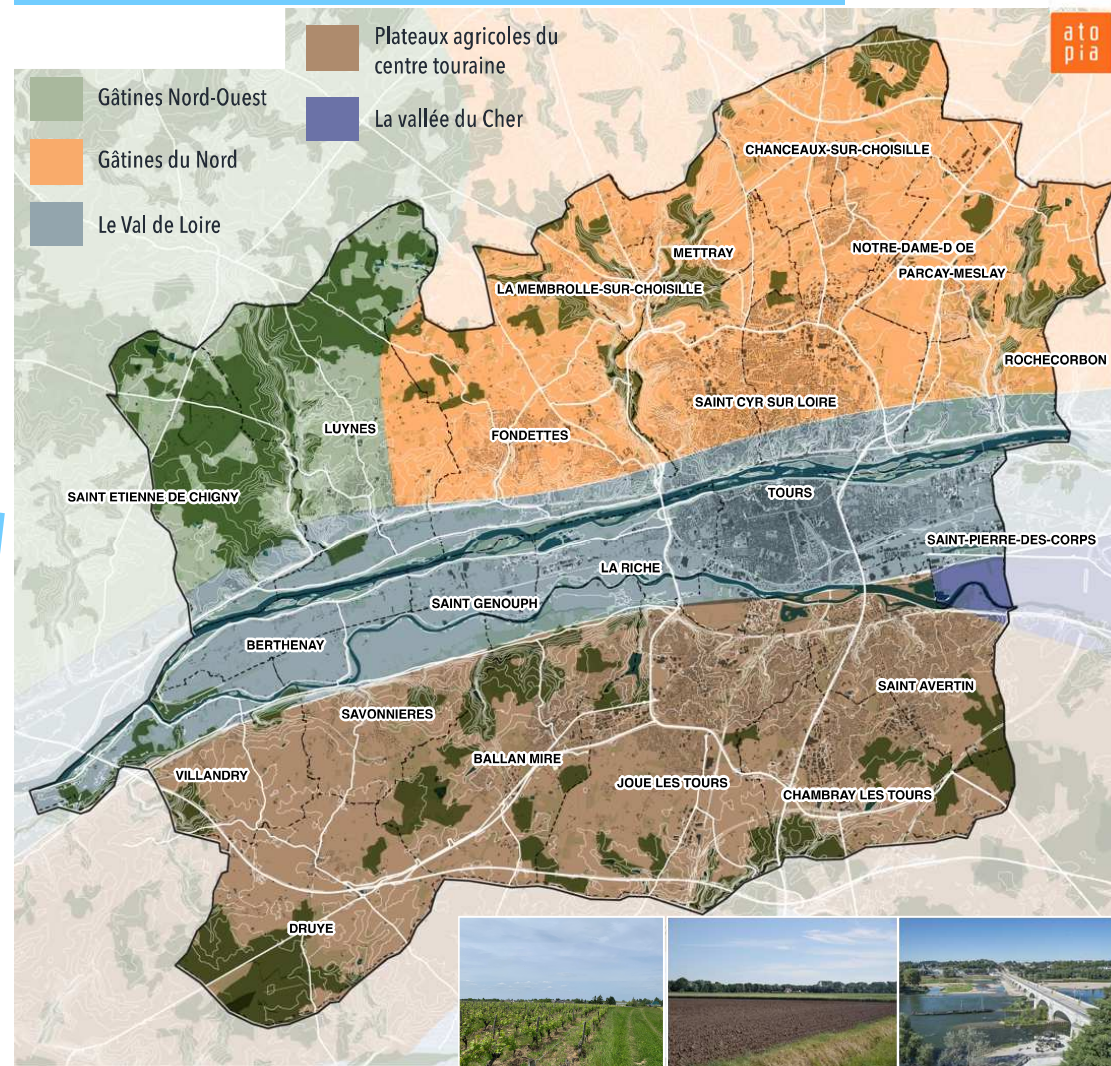 ato
pia
Plateaux agricoles du
centre touraine
Gâtines Nord-Ouest
La vallée du Cher
Gâtines du Nord
Le Val de Loire
CHANCEAUX-SUR-CHOISILLE
METTRAY
NOTRE-DAME-D OE
PARCAY-MESLAY
LA MEMBROLLE-SUR-CHOISILLE
ROCHECORBON
SAINT CYR SUR LOIRE
LUYNES
FONDETTES
SAINT ETIENNE DE CHIGNY
TOURS
SAINT-PIERRE-DES-CORPS
LA RICHE
SAINT GENOUPH
BERTHENAY
SAINT AVERTIN
SAVONNIERES
BALLAN MIRE
VILLANDRY
JOUE LES TOURS
CHAMBRAY LES TOURS
DRUYE